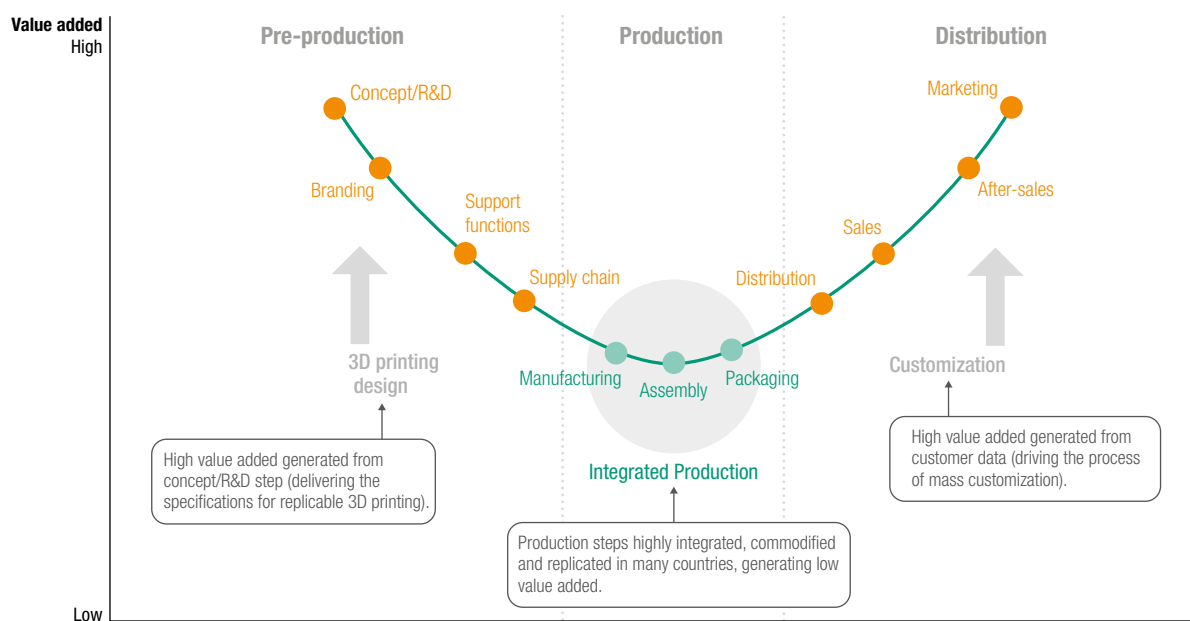 Value added
High
Pre-production
Production
Distribution
Concept/R&D
Marketing
Branding
After-sales
Support
functions
Sales
Supply chain
Distribution
3D printing
design
Manufacturing
Assembly
Packaging
Customization
High value added generated from
concept/R&D step (delivering the
specifications for replicable 3D printing).
Integrated Production
High value added generated from
customer data (driving the process
of mass customization).
Production steps highly integrated, commodified
and replicated in many countries, generating low
value added.
Low